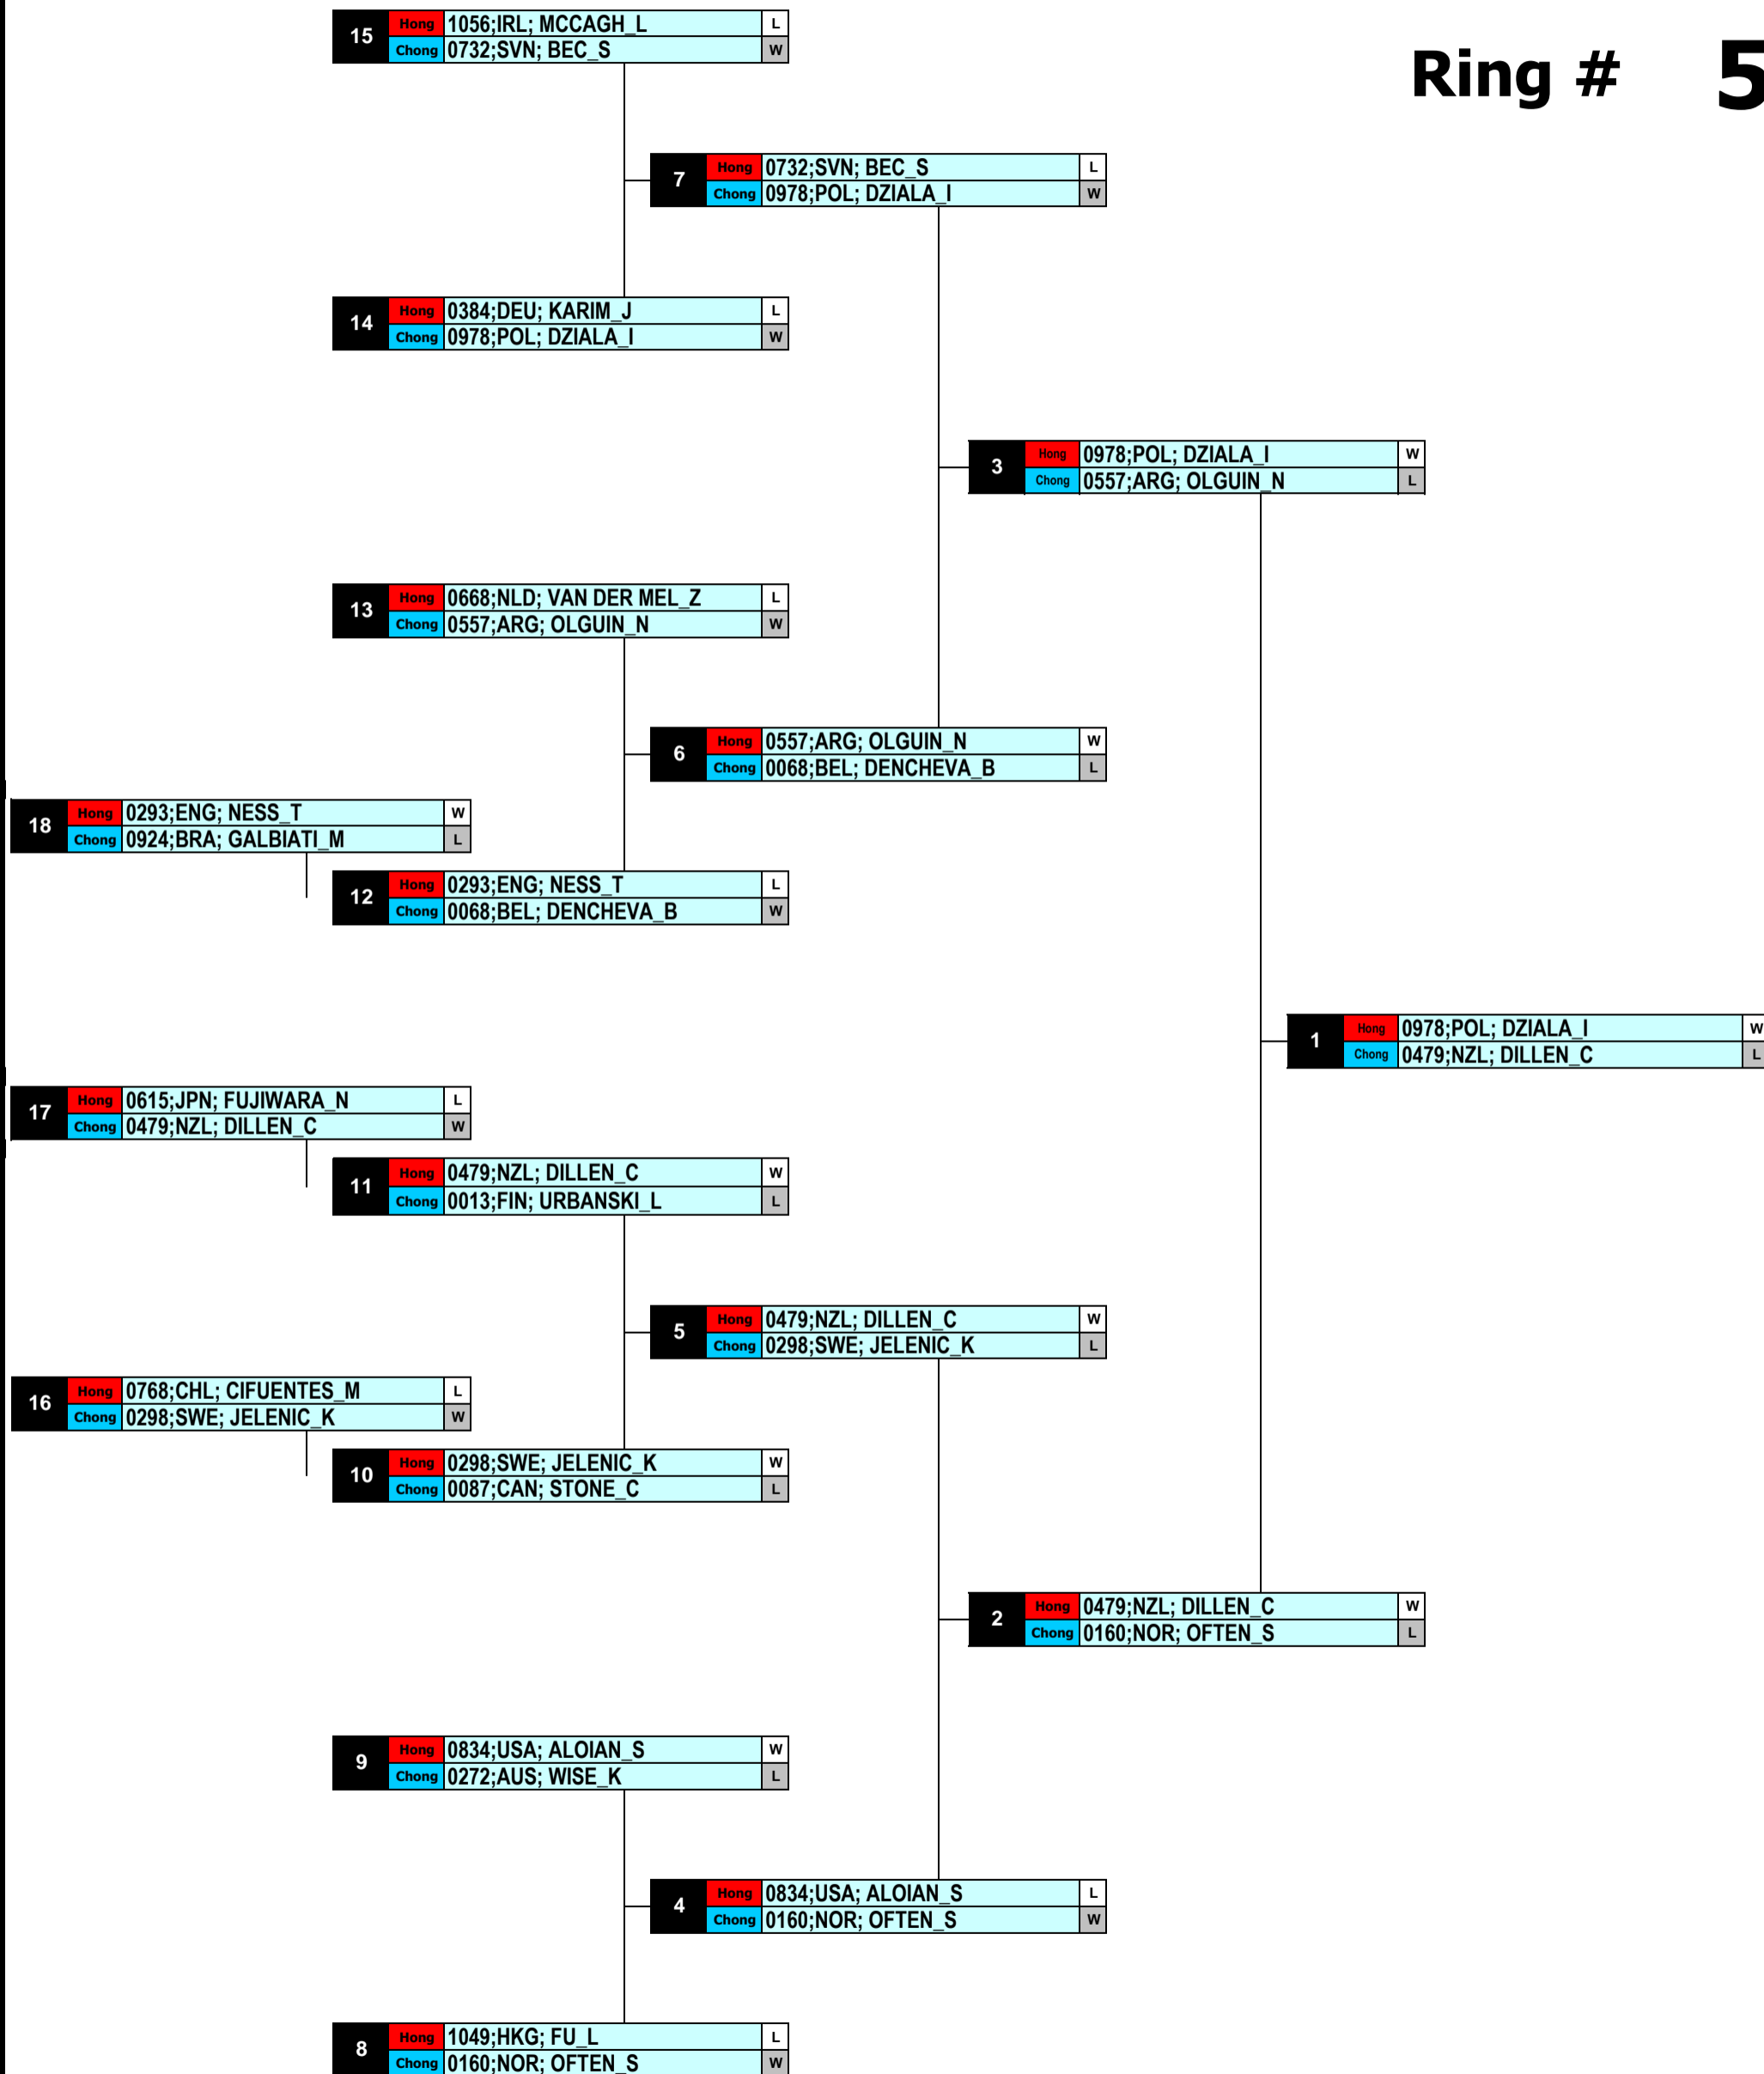 15 Hong 1056;IRL; MCCAGH_L L
Chong 0732;SVN; BEC_S W
Ring # 5
7 Hong 0732;SVN; BEC_S L
Chong 0978;POL; DZIALA_I W
14 Hong 0384;DEU; KARIM_J L
Chong 0978;POL; DZIALA_I W
3 Hong 0978;POL; DZIALA_I W
Chong 0557;ARG; OLGUIN_N L
13 Hong 0668;NLD; VAN DER MEL_Z L
Chong 0557;ARG; OLGUIN_N W
6 Hong 0557;ARG; OLGUIN_N W
Chong 0068;BEL; DENCHEVA_B L
18 Hong 0293;ENG; NESS_T W
Chong 0924;BRA; GALBIATI_M L
12 Hong 0293;ENG; NESS_T L
Chong 0068;BEL; DENCHEVA_B W
1 Hong 0978;POL; DZIALA_I W
Chong 0479;NZL; DILLEN_C L
17 Hong 0615;JPN; FUJIWARA_N L
Chong 0479;NZL; DILLEN_C W
11 Hong 0479;NZL; DILLEN_C W
Chong 0013;FIN; URBANSKI_L L
5 Hong 0479;NZL; DILLEN_C W
Chong 0298;SWE; JELENIC_K L
16 Hong 0768;CHL; CIFUENTES_M L
Chong 0298;SWE; JELENIC_K W
10 Hong 0298;SWE; JELENIC_K W
Chong 0087;CAN; STONE_C L
2 Hong 0479;NZL; DILLEN_C W
Chong 0160;NOR; OFTEN_S L
9 Hong 0834;USA; ALOIAN_S W
Chong 0272;AUS; WISE_K L
4 Hong 0834;USA; ALOIAN_S L
Chong 0160;NOR; OFTEN_S W
8 Hong 1049;HKG; FU_L L
Chong 0160;NOR; OFTEN_S W